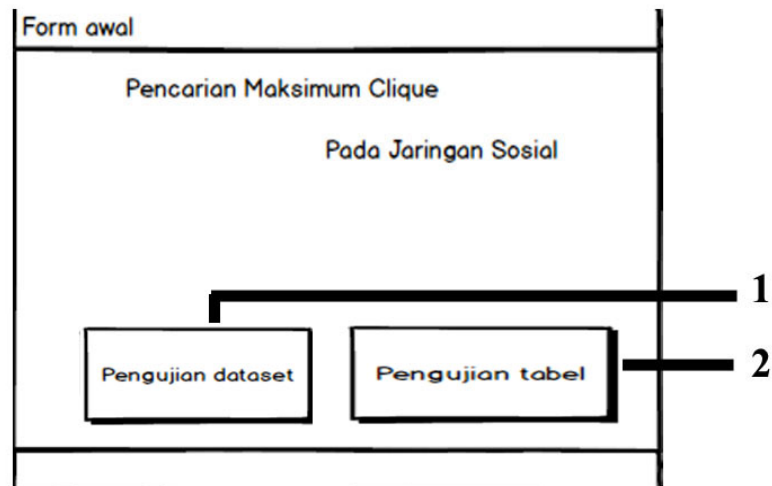 Form awal
Pencarian Maksimum Clique
Pada Jaringan Sosial
1
Pengujian dataset
Pengujian tabel
2